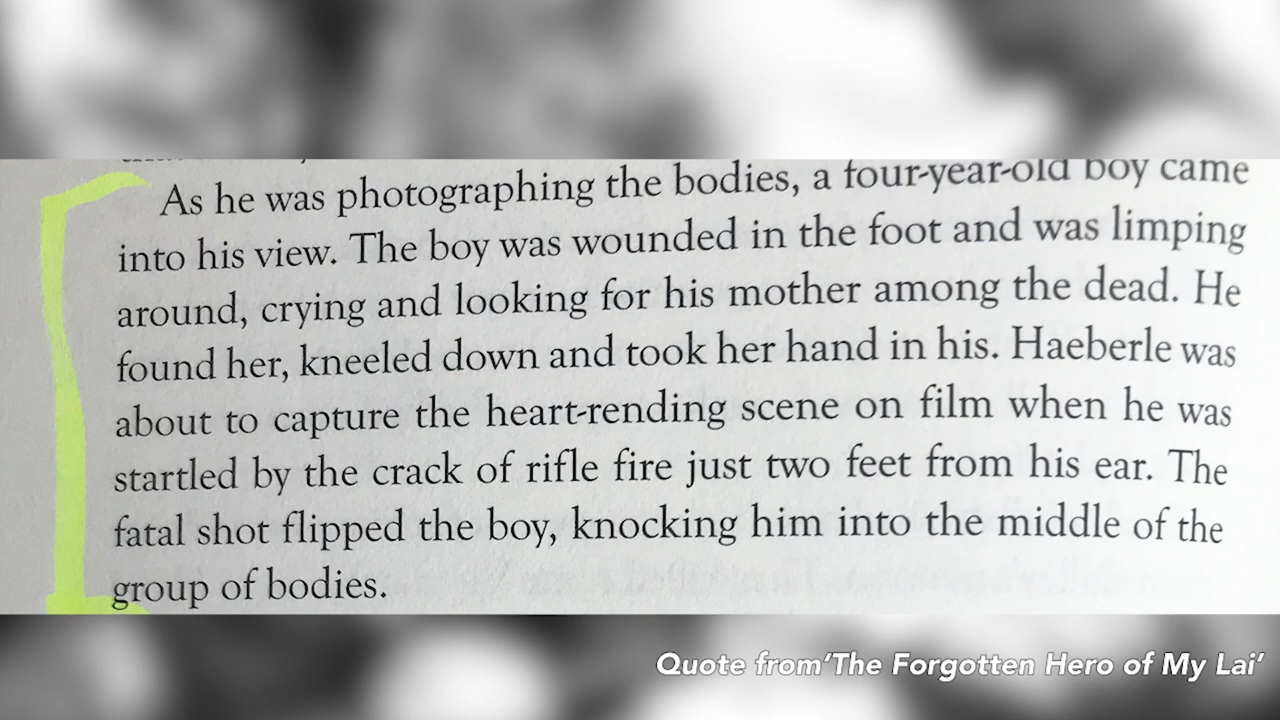 As he was photographing the bodies, a four-year-old boy came
into his view. The boy was wounded in the foot and was limping
around, crying and looking for his mother among the dead. He
found her, kneeled down and took her hand in his. Haeberle was
about to capture the heart-rending scene on film when he was
startled by the crack of rifle fire just two feet from his ear. The
fatal shot flipped the boy, knocking him into the middle of the
group of bodies.
Quote from'The Forgotten Hero of My Lai'